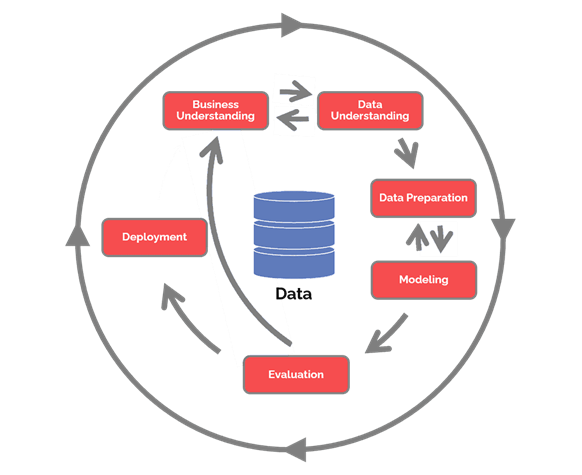 Business
Understanding
Data
Understanding
Data Preparation
Modeling
Evaluation
Deployment
Data